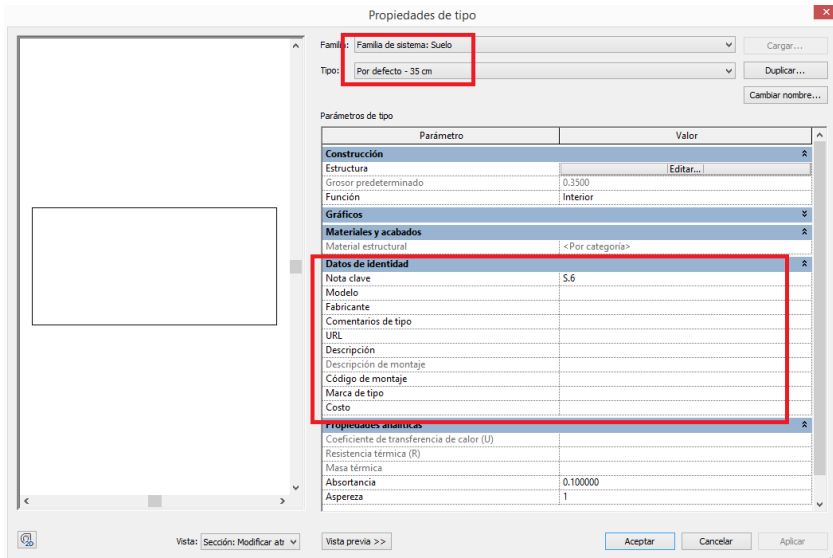 Propiedades de tipo
Familia: Familia de sistema: Suelo Cargar...
Tipo: Por defecto - 35 cm Duplicar...
Cambiar nombre...
Parámetros de tipo
Parámetro Valor
Construcción
Estructura Editar...
Grosor predeterminado 0.3500
Función Interior
Gráficos
Materiales y acabados
Material estructural <Por categoría>
Datos de identidad
Nota clave S.6
Modelo
Fabricante
Comentarios de tipo
URL
Descripción
Descripción de montaje
Código de montaje
Marca de tipo
Costo
Propiedades analíticas
Coeficiente de transferencia de calor (U)
Resistencia térmica (R)
Masa térmica
Absortancia 0.100000
Aspereza 1
2D Vista: Sección: Modificar atr Vista previa >> Aceptar Cancelar Aplicar